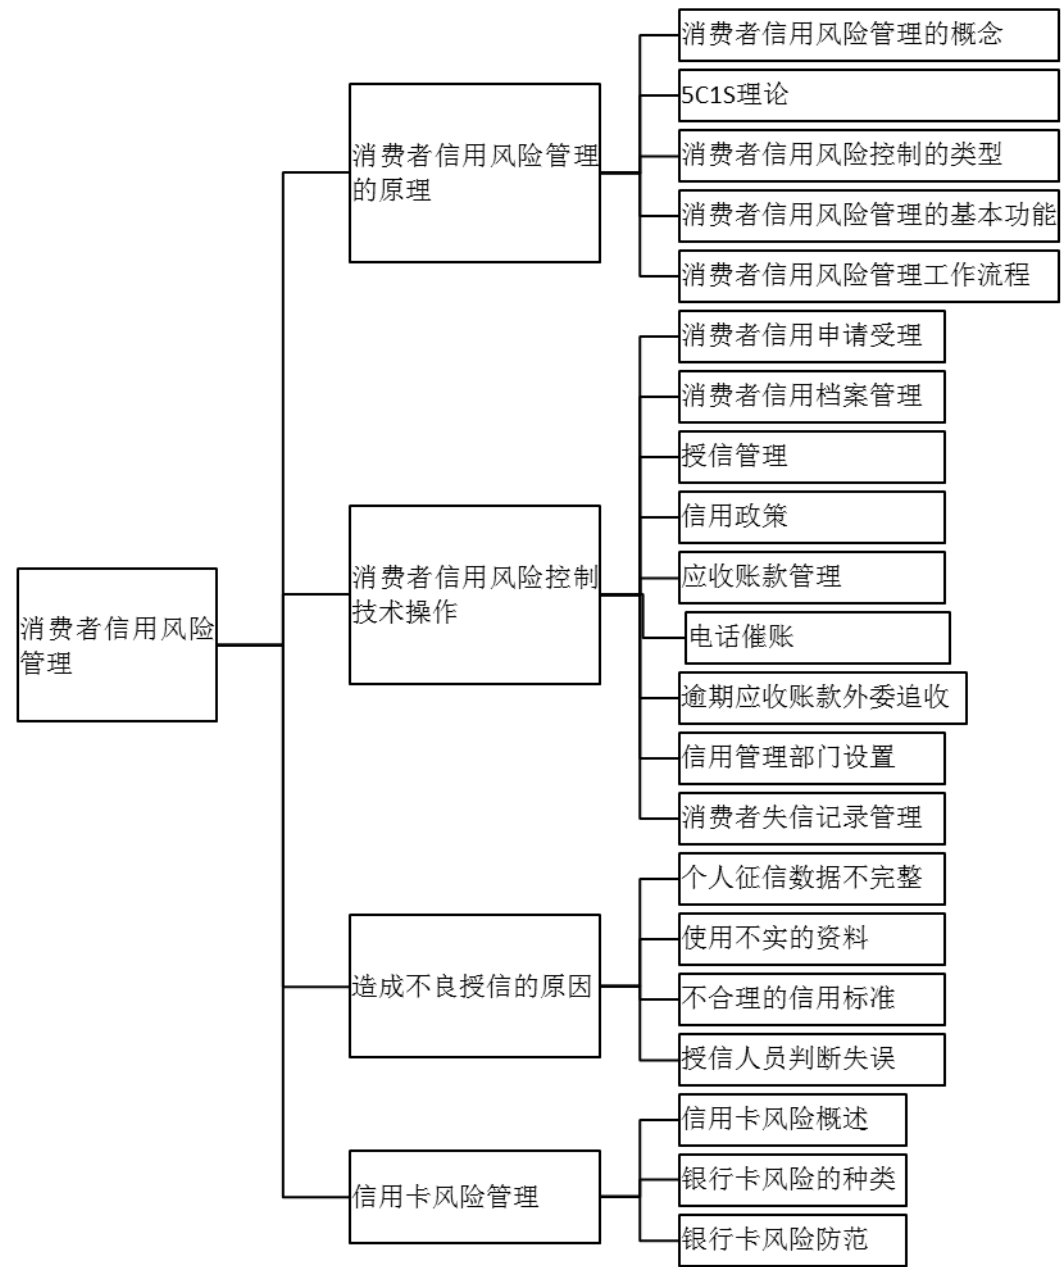 消费者信用风险
管理
消费者信用风险管理
的原理
消费者信用风险管理的概念
5C1S理论
消费者信用风险控制的类型
消费者信用风险管理的基本功能
消费者信用风险管理工作流程
消费者信用风险控制
技术操作
消费者信用申请受理
消费者信用档案管理
授信管理
信用政策
应收账款管理
电话催账
逾期应收账款外委追收
信用管理部门设置
消费者失信记录管理
造成不良授信的原因
个人征信数据不完整
使用不实的资料
不合理的信用标准
授信人员判断失误
信用卡风险管理
信用卡风险概述
银行卡风险的种类
银行卡风险防范